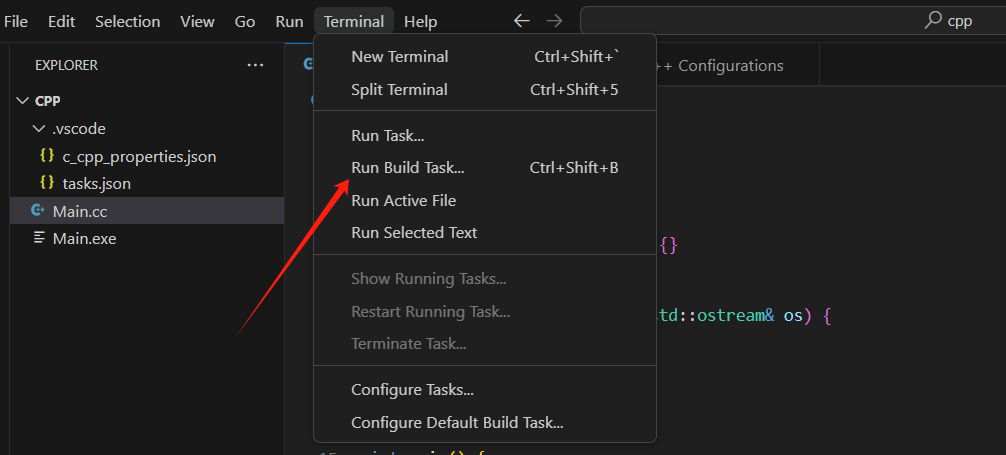 File Edit Selection View Go Run Terminal Help cpp
EXPLORER ...
++ Configurations
CPP
.vscode
{} c_cpp_properties.json
{} tasks.json
Main.cc
Main.exe
New Terminal Ctrl+Shift+`
Split Terminal Ctrl+Shift+5
Run Task...
Run Build Task... Ctrl+Shift+B
Run Active File
Run Selected Text
Show Running Tasks...
Restart Running Task...
Terminate Task...
Configure Tasks...
Configure Default Build Task...
{}
td::ostream& os) {